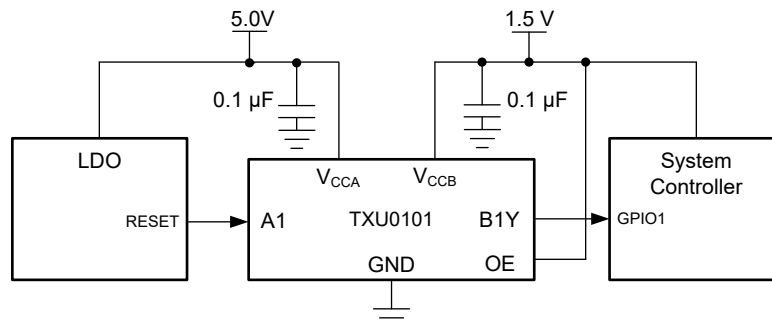 5.0V
1.5 V
0.1 µF
0.1 µF
LDO
System
Controller
VCCA
VCCB
RESET
A1
TXU0101
B1Y
GPIO1
GND
OE